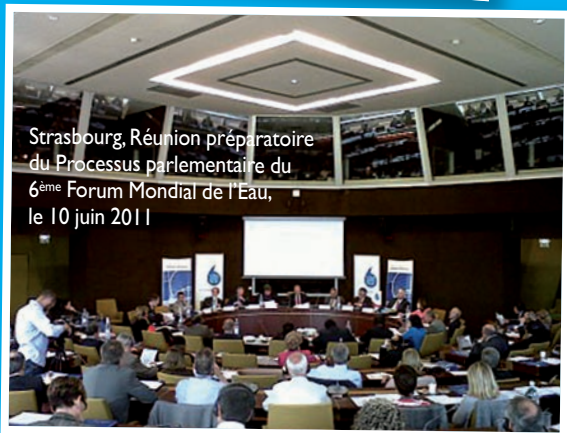 Strasbourg, Réunion préparatoire
du Processus parlementaire du
6ème Forum Mondial de l'Eau,
le 10 juin 2011